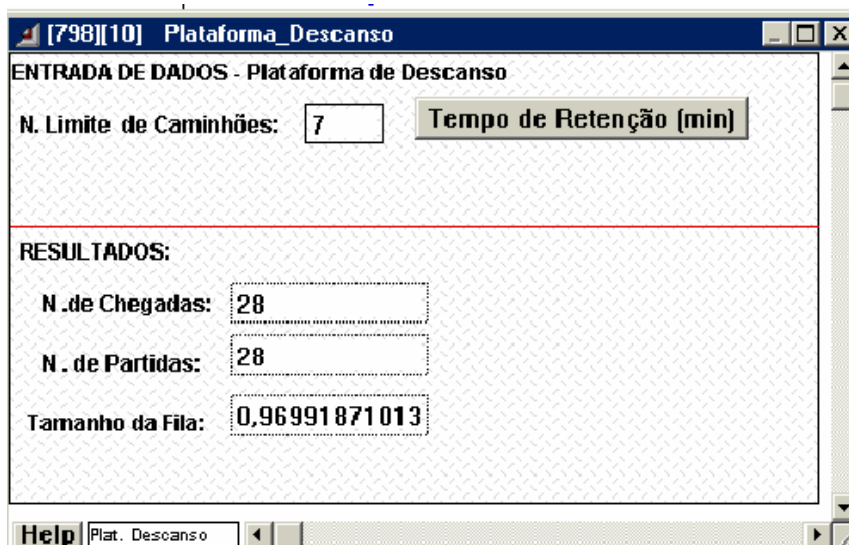 [798][10] Plataforma_Descanso
ENTRADA DE DADOS - Plataforma de Descanso
N. Limite de Caminhões: 7 Tempo de Retenção (min)
RESULTADOS:
N .de Chegadas: 28
N . de Partidas: 28
Tamanho da Fila: 0,96991871013
Help Plat. Descanso